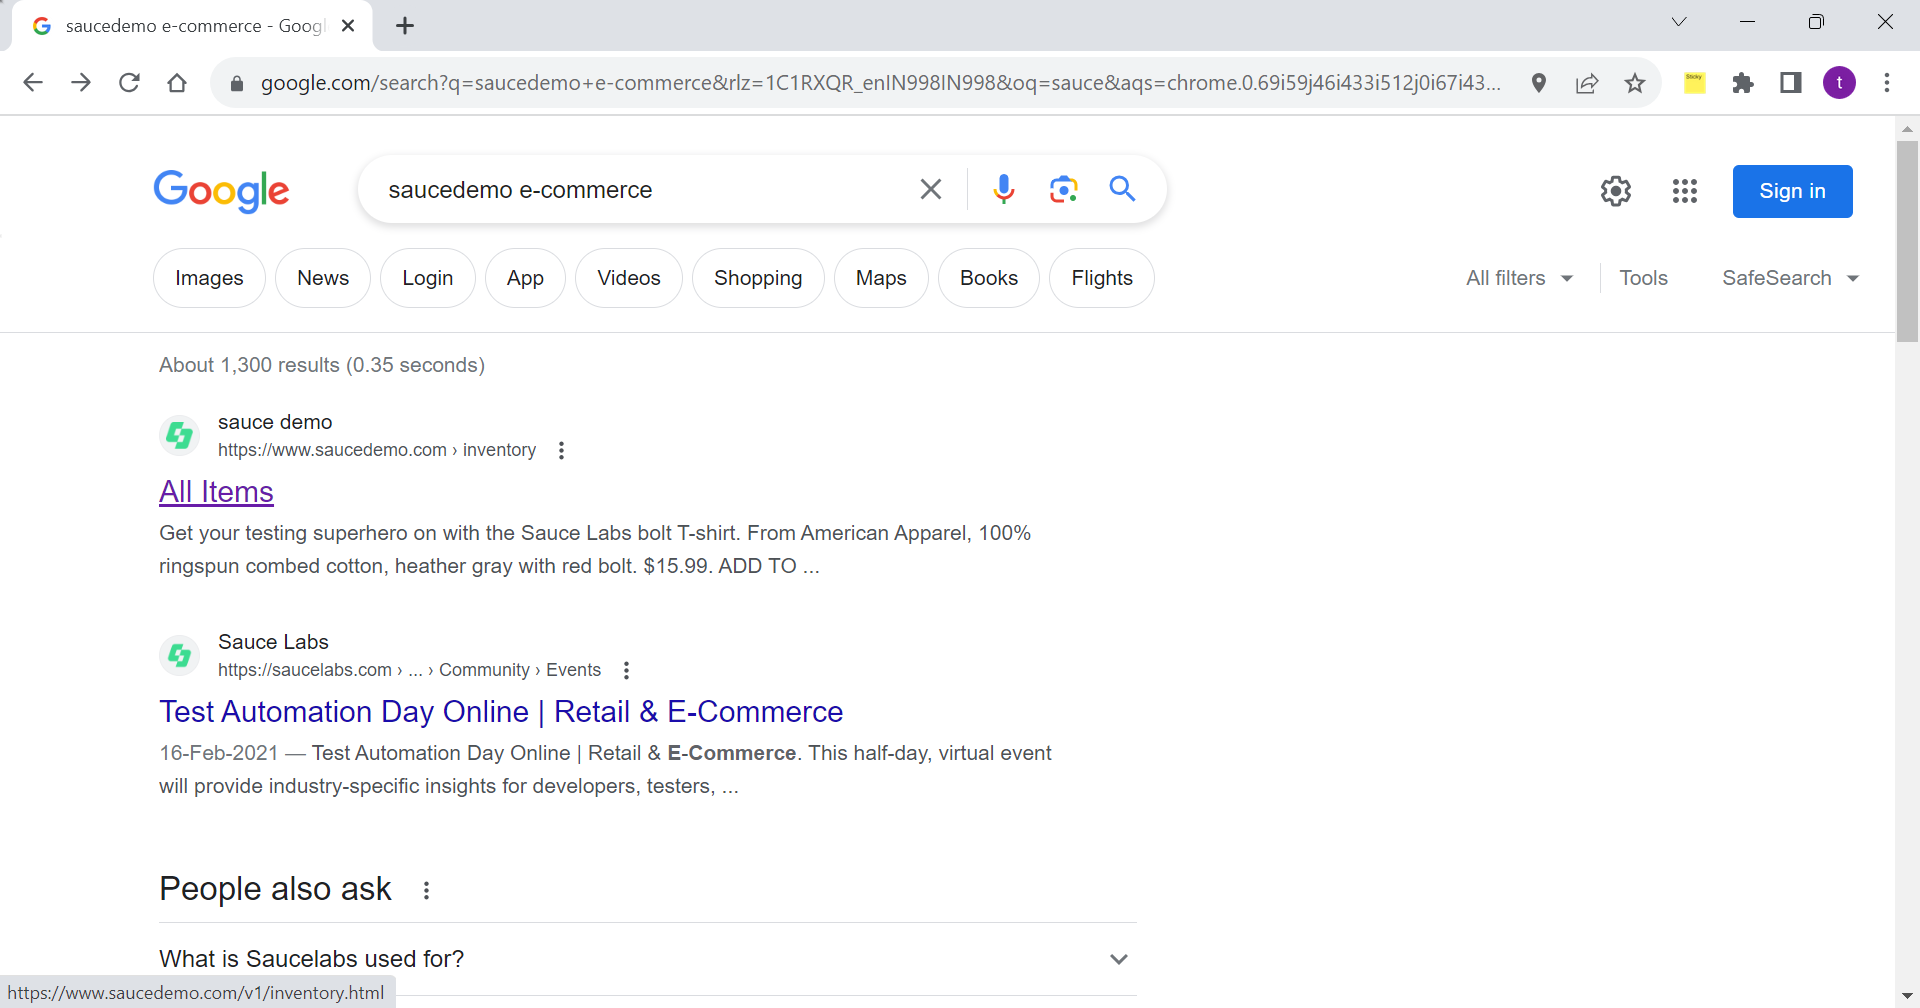 saucedemo e-commerce - Googl
google.com/search?q=saucedemo+e-commerce&rlz=1C1RXQR_enIN998IN998&oq=sauce&aqs=chrome.0.69i59j46i433i512j0i67i43...
Sticky
t
Google
saucedemo e-commerce
Sign in
Images
News
Login
App
Videos
Shopping
Maps
Books
Flights
All filters
Tools
SafeSearch
About 1,300 results (0.35 seconds)
sauce demo
https://www.saucedemo.com › inventory
All Items
Get your testing superhero on with the Sauce Labs bolt T-shirt. From American Apparel, 100%
ringspun combed cotton, heather gray with red bolt. $15.99. ADD TO ...
Sauce Labs
https://saucelabs.com › ... › Community › Events
Test Automation Day Online | Retail & E-Commerce
16-Feb-2021 — Test Automation Day Online | Retail & E-Commerce. This half-day, virtual event
will provide industry-specific insights for developers, testers, ...
People also ask
What is Saucelabs used for?
https://www.saucedemo.com/v1/inventory.html